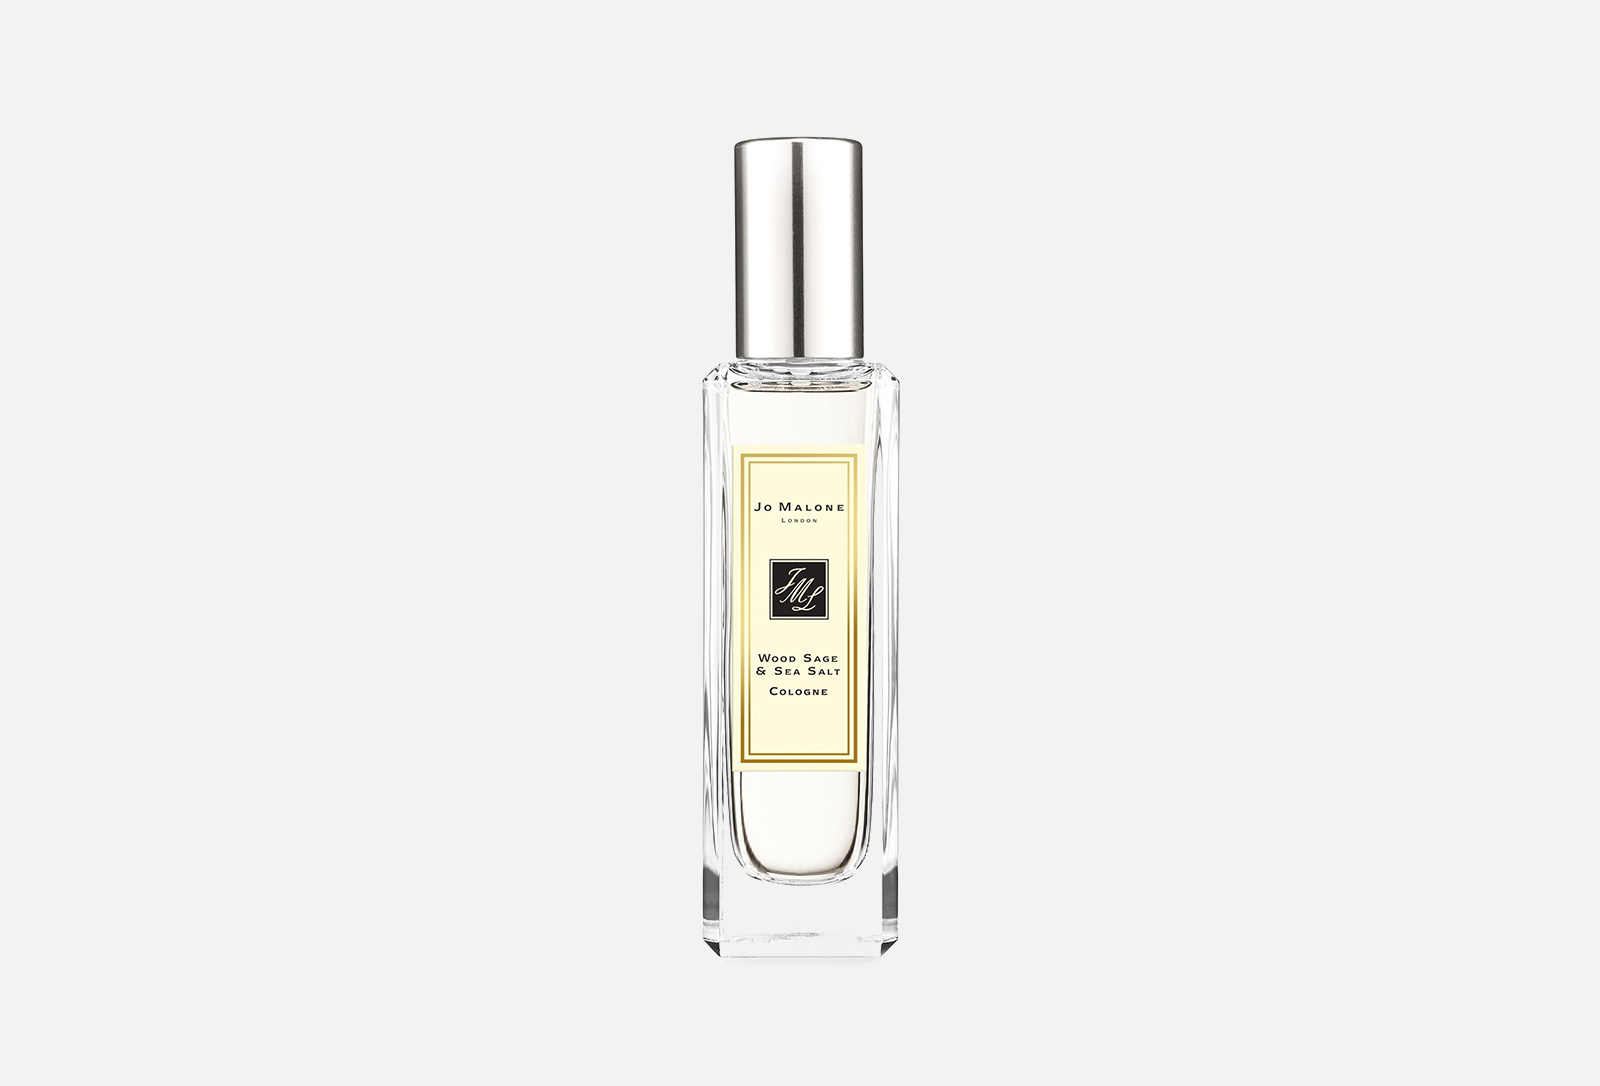 Jo Malone
London
JML
Wood Sage
& Sea Salt
Cologne